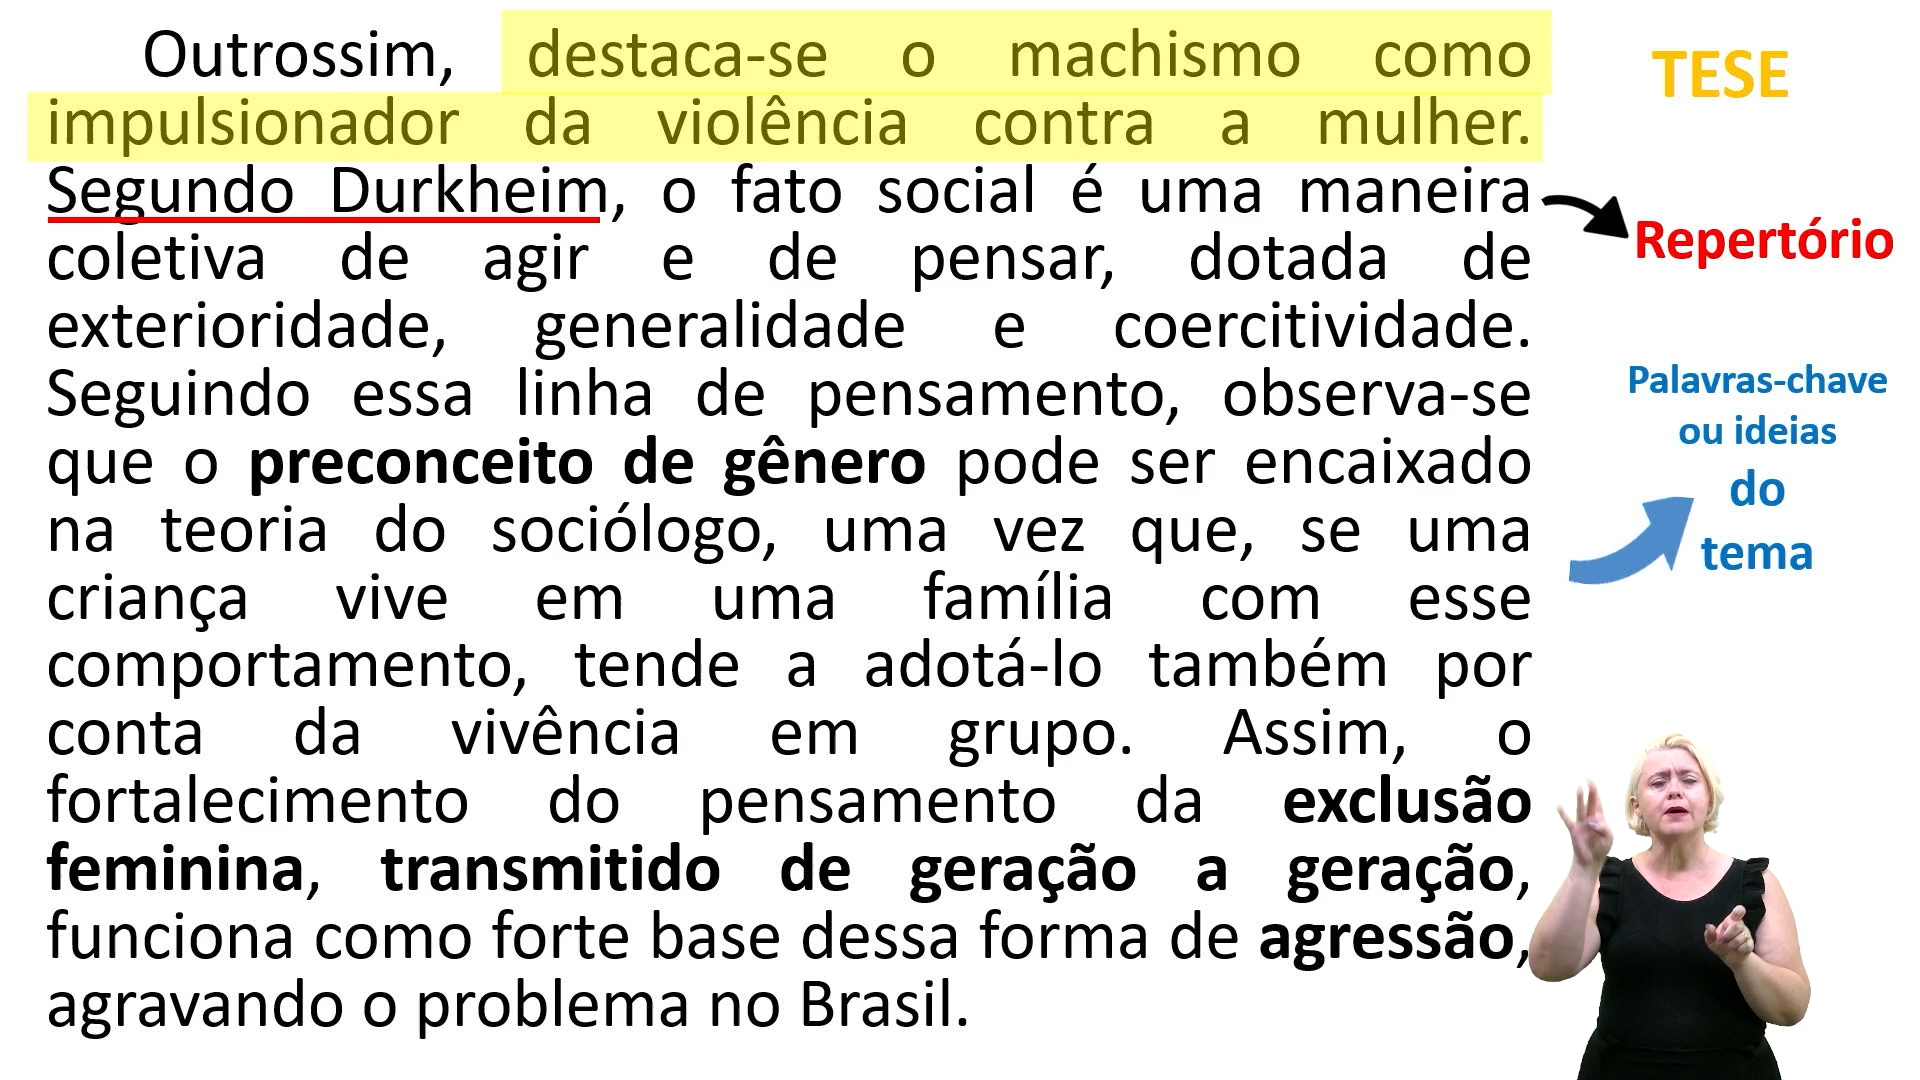 Outrossim, destaca-se o machismo como
impulsionador da violência contra a mulher.
Segundo Durkheim, o fato social é uma maneira
coletiva de agir e de pensar, dotada de
exterioridade, generalidade e coercitividade.
Seguindo essa linha de pensamento, observa-se
que o preconceito de gênero pode ser encaixado
na teoria do sociólogo, uma vez que, se uma
criança vive em uma família com esse
comportamento, tende a adotá-lo também por
conta da vivência em grupo. Assim, o
fortalecimento do pensamento da exclusão
feminina, transmitido de geração a geração,
funciona como forte base dessa forma de agressão,
agravando o problema no Brasil.
TESE
Repertório
Palavras-chave
ou ideias
do
tema